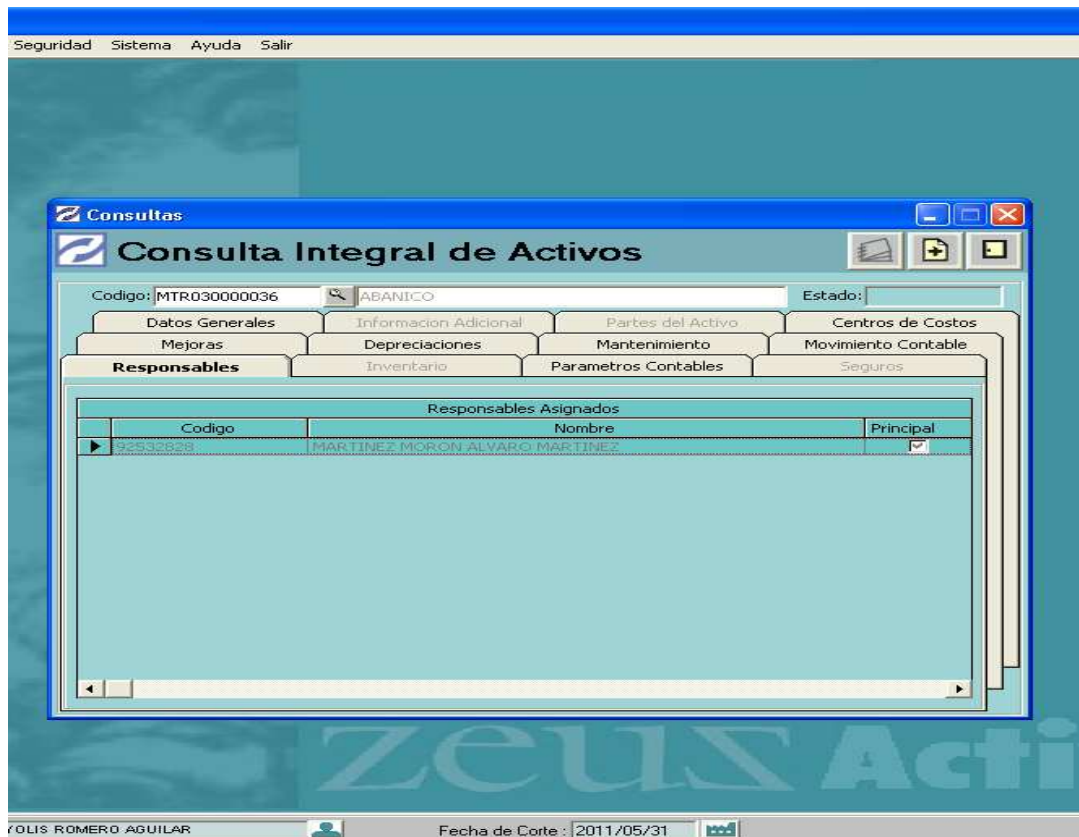 Seguridad Sistema Ayuda Salir
Consultas
Consulta Integral de Activos
Codigo: MTR030000036 ABANICO Estado:
Datos Generales Informacion Adicional Partes del Activo Centros de Costos
Mejoras Depreciaciones Mantenimiento Movimiento Contable
Responsables Inventario Parametros Contables Seguros
Responsables Asignados
Codigo Nombre Principal
92532828 MARTINEZ MORON ALVARO MARTINEZ
zeus Acti
YOLIS ROMERO AGUILAR Fecha de Corte : 2011/05/31